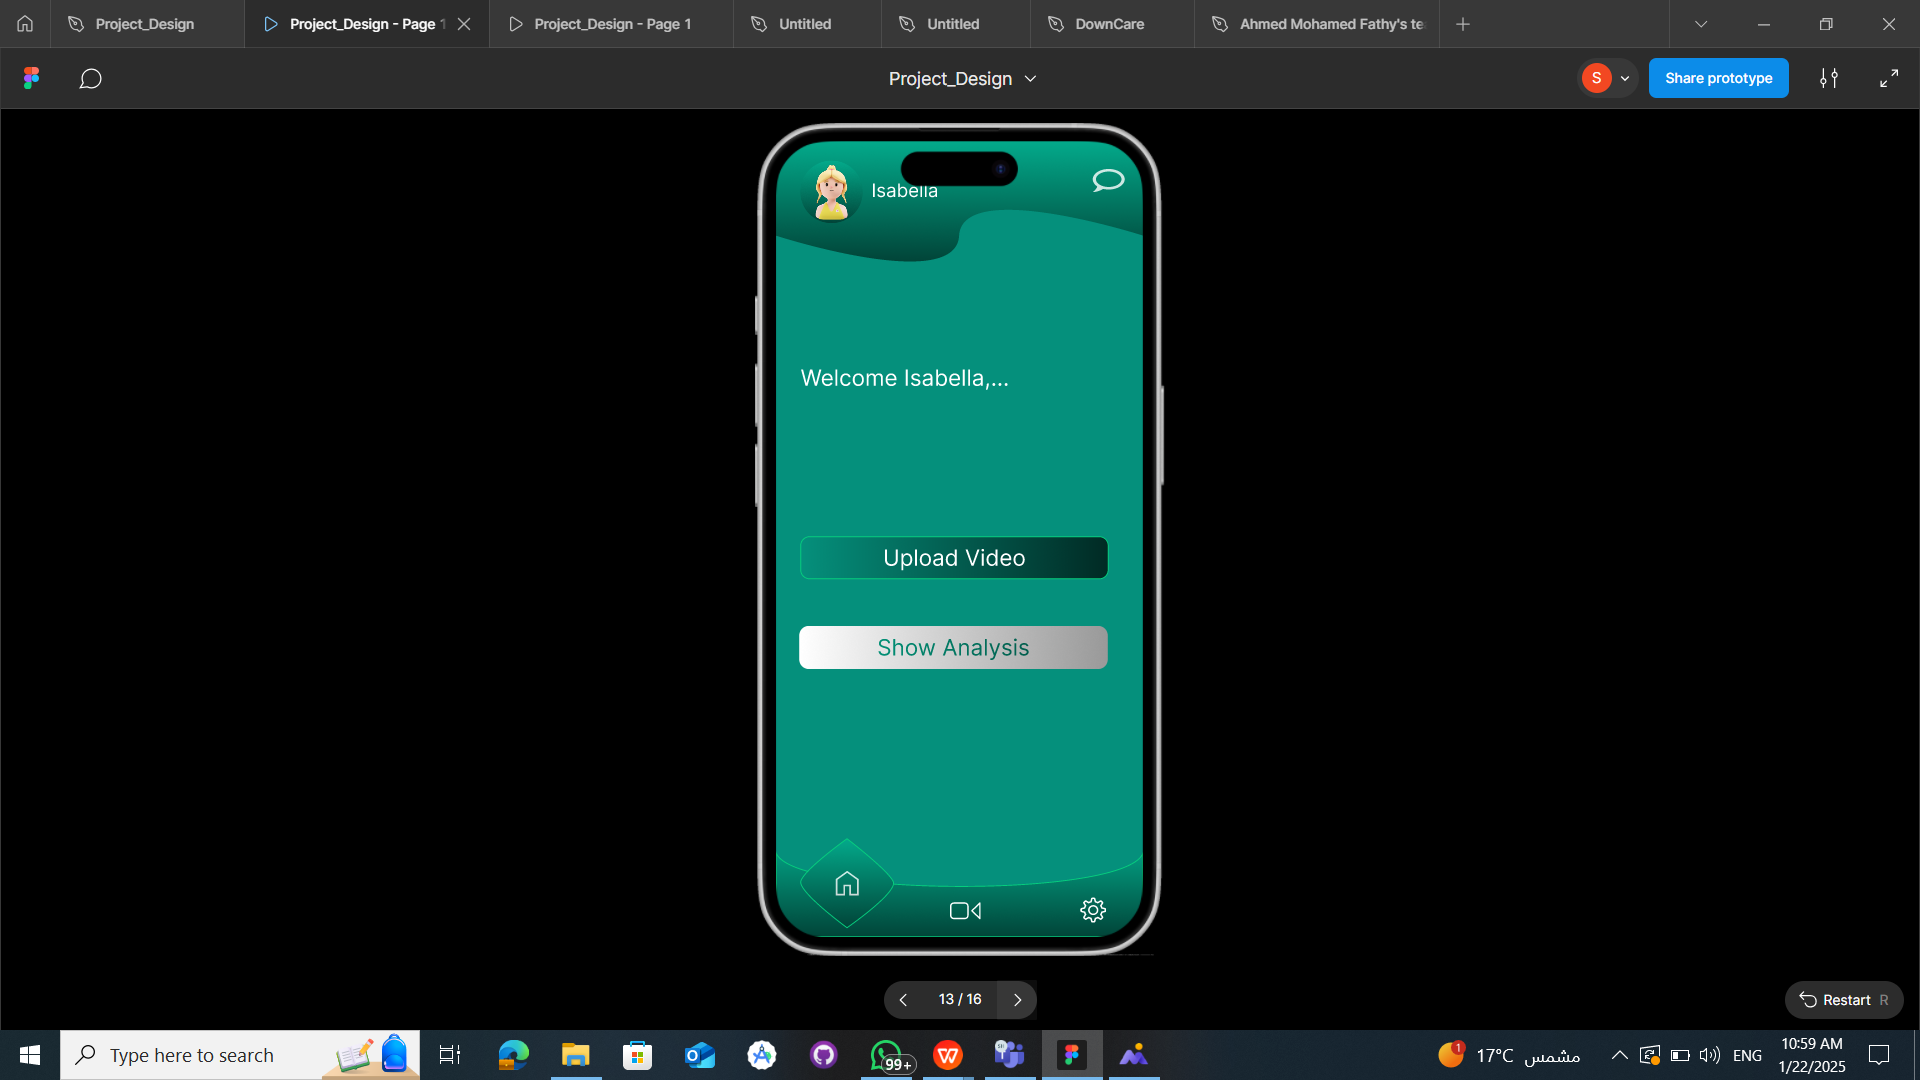 Project_Design
Project_Design - Page 1
Project_Design - Page 1
Untitled
Untitled
DownCare
Ahmed Mohamed Fathy's te
Project_Design
S
Share prototype
Isabella
Welcome Isabella,...
Upload Video
Show Analysis
13 / 16
Restart R
Type here to search
99+
1
17°C مشمس
ENG
10:59 AM
1/22/2025